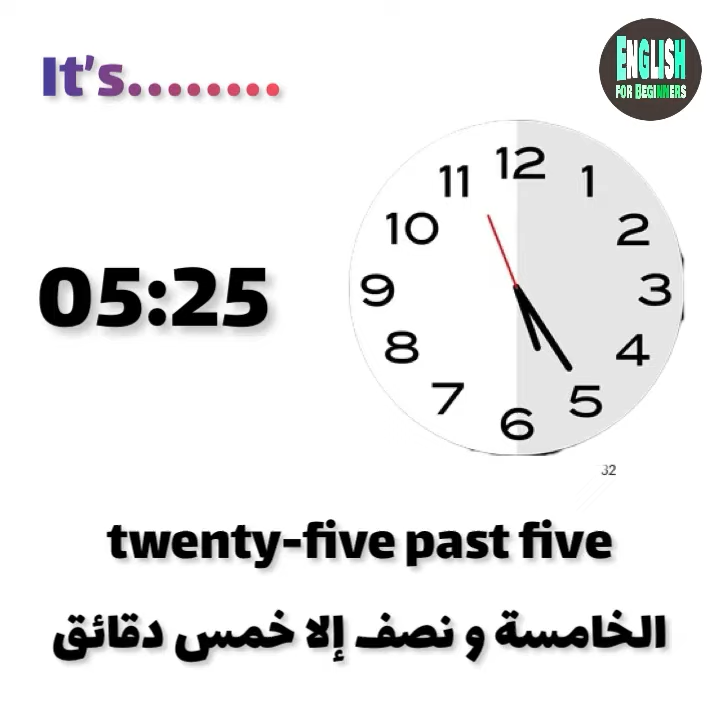 It's........
ENGLISH
FOR BEGINNERS
12
11
1
10
2
05:25
9
3
8
4
7
5
6
32
twenty-five past five
الخامسة و نصف إلا خمس دقائق